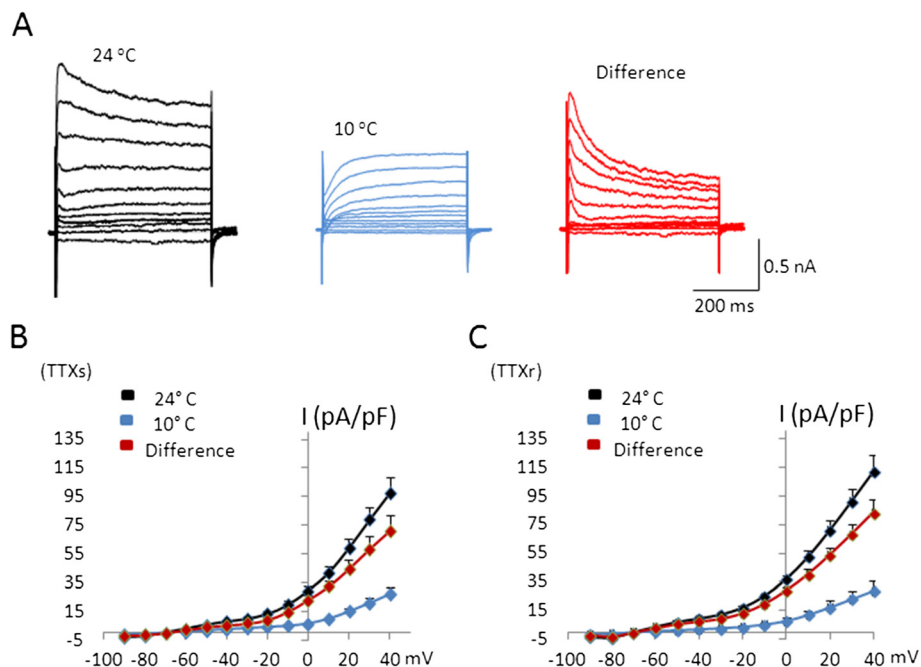 A
24 °C
10 °C
Difference
0.5 nA
200 ms
B
(TTXs)
24° C
10° C
Difference
I (pA/pF)
135
115
95
75
55
35
15
-5
-100 -80 -60 -40 -20 0 20 40 mV
C
(TTXr)
24° C
10° C
Difference
I (pA/pF)
135
115
95
75
55
35
15
-5
-100 -80 -60 -40 -20 0 20 40 mV